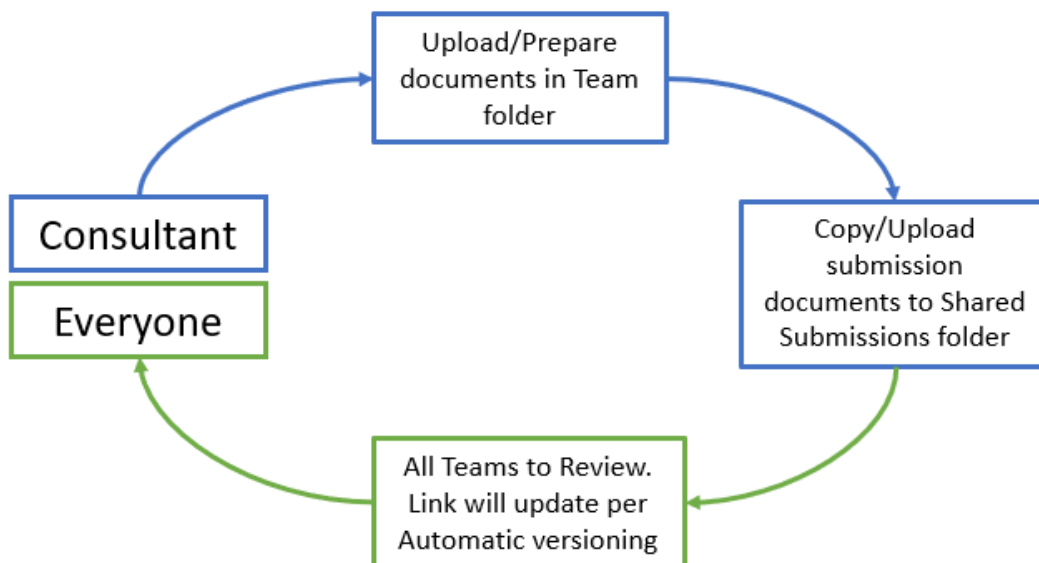 Upload/Prepare
documents in Team
folder
Consultant
Everyone
Copy/Upload
submission
documents to Shared
Submissions folder
All Teams to Review.
Link will update per
Automatic versioning